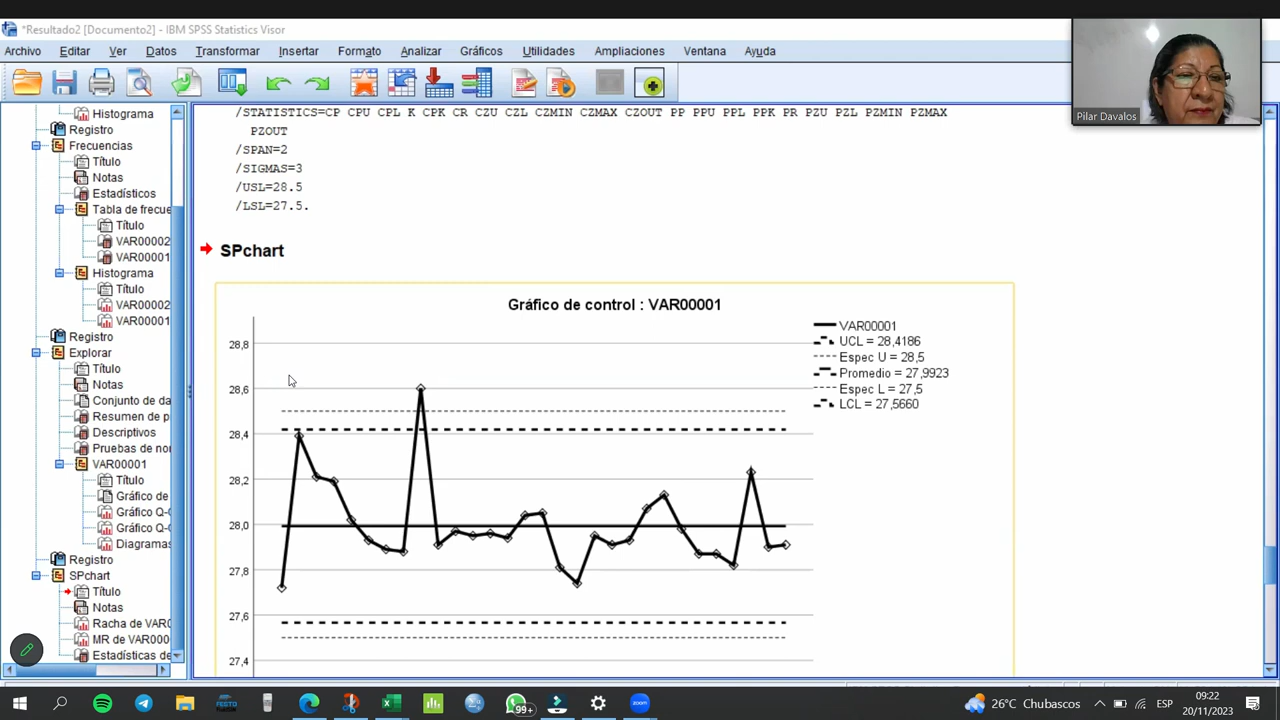 *Resultado2 [Documento2] - IBM SPSS Statistics Visor
Archivo Editar Ver Datos Transformar Insertar Formato Analizar Gráficos Utilidades Ampliaciones Ventana Ayuda
Pilar Davalos
Histograma
Registro
Frecuencias
Título
Notas
Estadísticos
Tabla de frecue
Título
VAR00002
VAR00001
Histograma
Título
VAR00002
VAR00001
Registro
Explorar
Título
Notas
Conjunto de da
Resumen de p
Descriptivos
Pruebas de nor
VAR00001
Título
Gráfico de
Gráfico Q-
Gráfico Q-
Diagramas
Registro
SPchart
Título
Notas
Racha de VAR0
MR de VAR000
Estadísticas de
/STATISTICS=CP CPU CPL K CPK CR CZU CZL CZMIN CZMAX CZOUT PP PPU PPL PPK PR PZU PZL PZMIN PZMAX
PZOUT
/SPAN=2
/SIGMAS=3
/USL=28.5
/LSL=27.5.
SPchart
Gráfico de control : VAR00001
28,8
28,6
28,4
28,2
28,0
27,8
27,6
27,4
VAR00001
UCL = 28,4186
Espec U = 28,5
Promedio = 27,9923
Espec L = 27,5
LCL = 27,5660
FESTO
99+
zoom
26°C Chubascos
ESP
09:22
20/11/2023